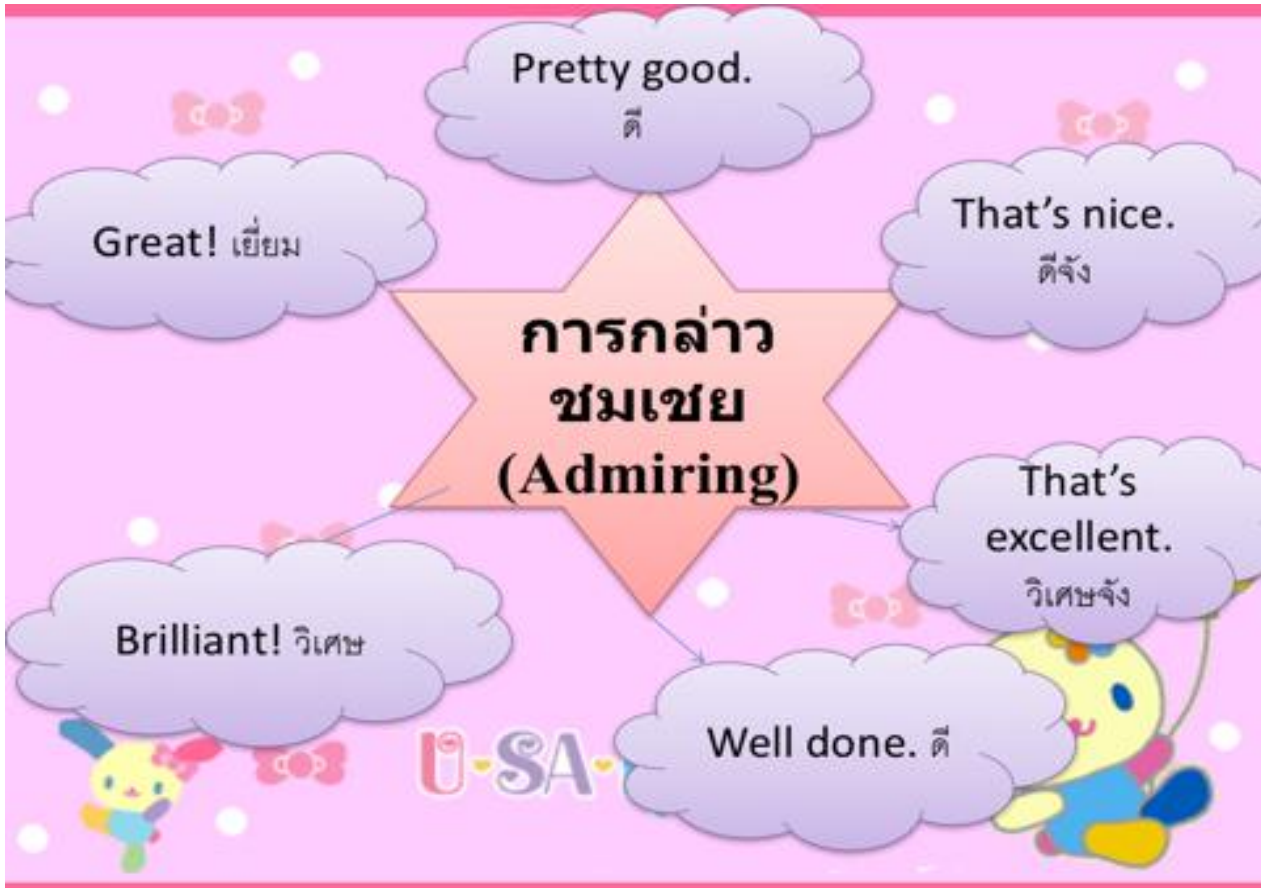 Pretty good.
ดี
Great! เยี่ยม
That's nice.
ดีจัง
การกล่าว
ชมเชย
(Admiring)
That's
excellent.
วิเศษจัง
Brilliant! วิเศษ
Well done. ดี
U-SA-